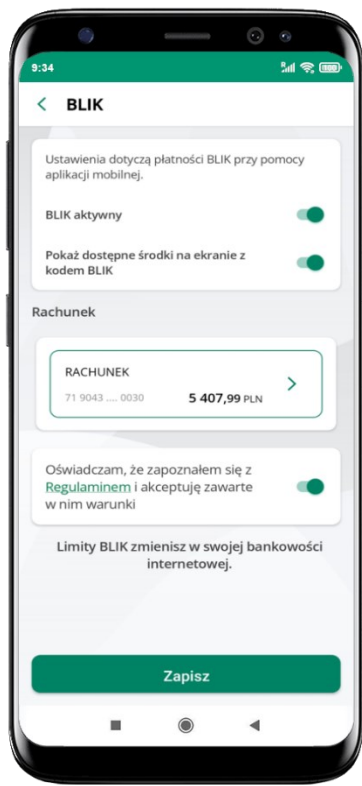 9:34
BLIK
Ustawienia dotyczą płatności BLIK przy pomocy
aplikacji mobilnej.
BLIK aktywny
Pokaż dostępne środki na ekranie z
kodem BLIK
Rachunek
RACHUNEK
71 9043 .... 0030 5 407,99 PLN
Oświadczam, że zapoznałem się z
Regulaminem i akceptuję zawarte
w nim warunki
Limity BLIK zmienisz w swojej bankowości
internetowej.
Zapisz